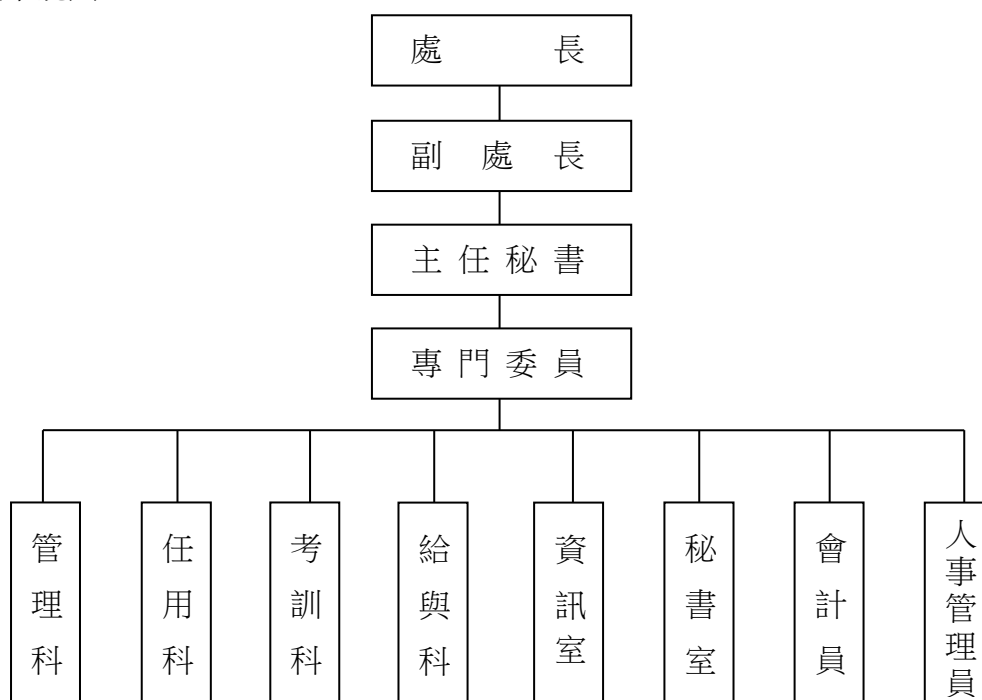 處長
副處長
主任秘書
專門委員
管理科
任用科
考訓科
給與科
資訊室
秘書室
會計員
人事管理員